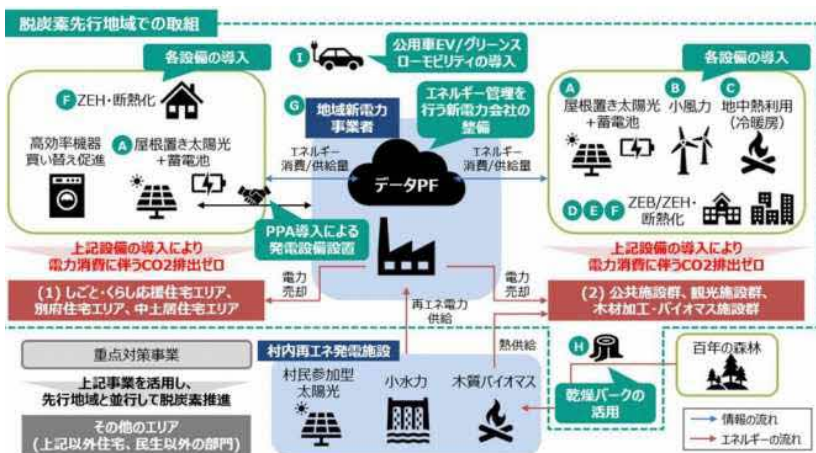 脱炭素先行地域での取組
各設備の導入
F ZEH・断熱化
高効率機器
買い替え促進
A 屋根置き太陽光
+蓄電池
上記設備の導入により
電力消費に伴うCO2排出ゼロ
(1) しごと・くらし応援住宅エリア、
別府住宅エリア、中土居住宅エリア
I
公用車EV/グリーンス
ローモビリティの導入
G 地域新電力
事業者
エネルギー管理を
行う新電力会社の
整備
エネルギー
消費/供給量
データPF
エネルギー
消費/供給量
PPA導入による
発電設備設置
電力
売却
再エネ電力
供給
電力
売却
各設備の導入
A
屋根置き太陽光
+蓄電池
B
小風力
C
地中熱利用
(冷暖房)
D E F ZEB/ZEH・
断熱化
上記設備の導入により
電力消費に伴うCO2排出ゼロ
(2) 公共施設群、観光施設群、
木材加工・バイオマス施設群
重点対策事業
上記事業を活用し、
先行地域と並行して脱炭素推進
その他のエリア
(上記以外住宅、民生以外の部門)
村内再エネ発電施設
熱供給
村民参加型
太陽光
小水力
木質バイオマス
H
乾燥バークの
活用
百年の森林
情報の流れ
エネルギーの流れ